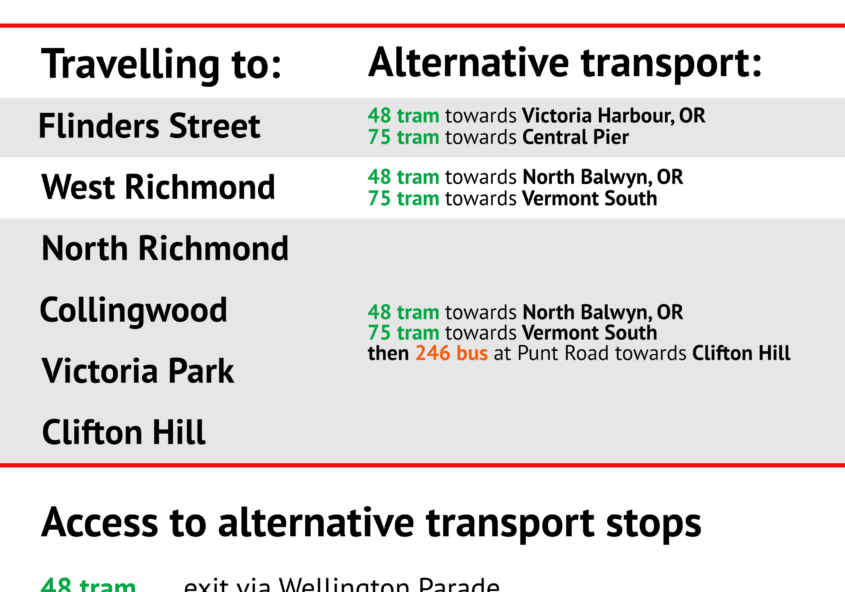 Travelling to:
Alternative transport:
Flinders Street
48 tram towards Victoria Harbour, OR
75 tram towards Central Pier
West Richmond
48 tram towards North Balwyn, OR
75 tram towards Vermont South
North Richmond
Collingwood
Victoria Park
Clifton Hill
48 tram towards North Balwyn, OR
75 tram towards Vermont South
then 246 bus at Punt Road towards Clifton Hill
Access to alternative transport stops
48 tram exit via Wellington Parade